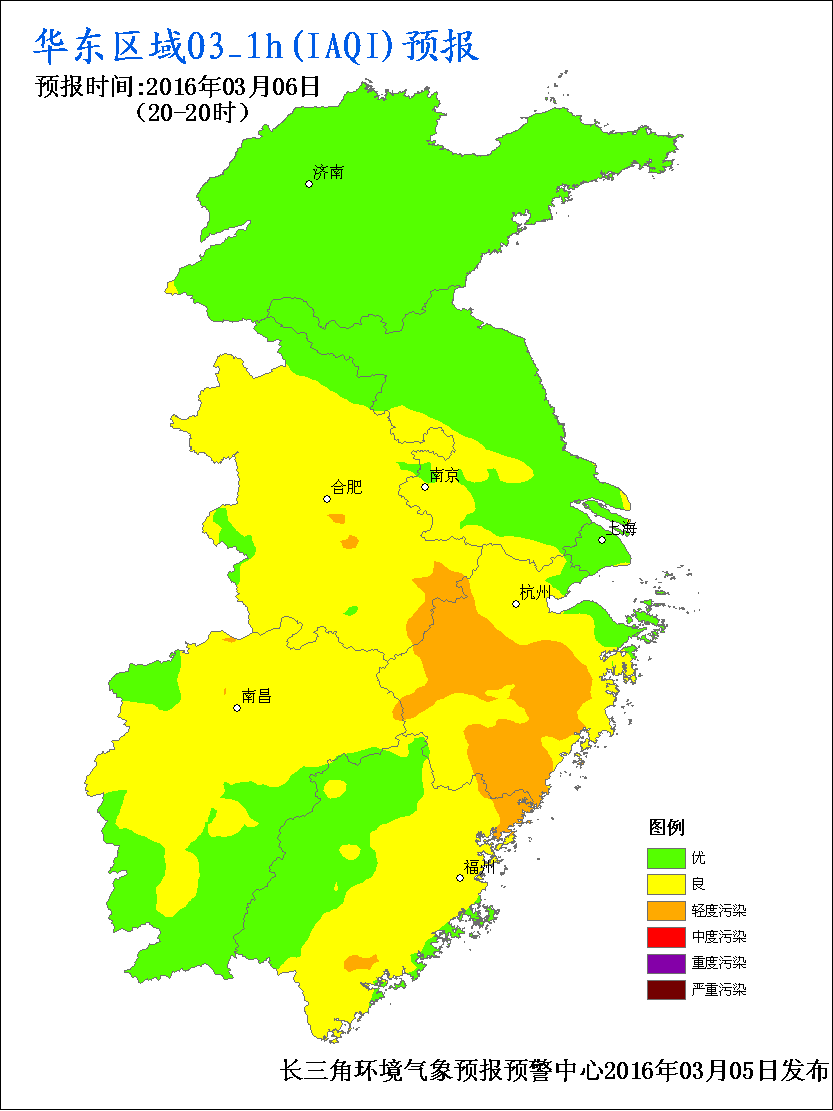 华东区域O3_1h(IAQI)预报
预报时间:2016年03月06日
（20-20时）
济南
南京
合肥
上海
杭州
南昌
福州
图例
优
良
轻度污染
中度污染
重度污染
严重污染
长三角环境气象预报预警中心2016年03月05日发布